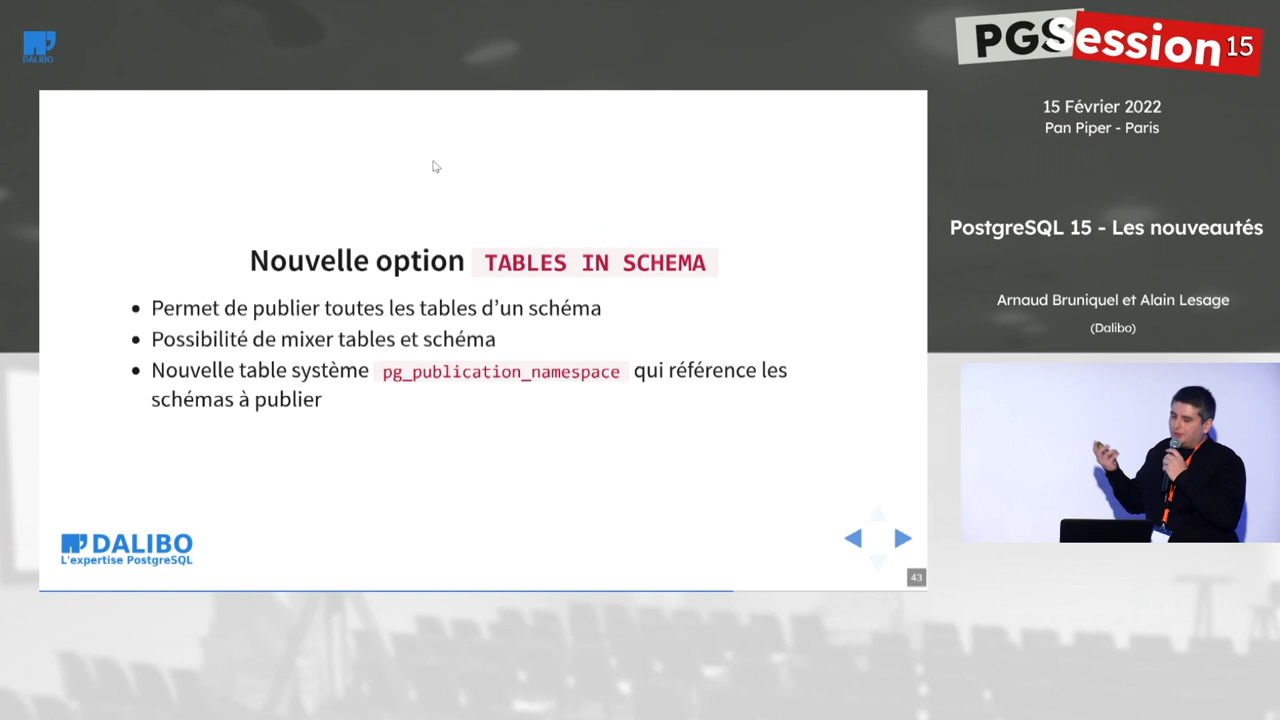 DALIBO
PGSession 15
15 Février 2022
Pan Piper - Paris
PostgreSQL 15 - Les nouveautés
Arnaud Bruniquel et Alain Lesage
(Dalibo)
Nouvelle option TABLES IN SCHEMA
Permet de publier toutes les tables d’un schéma
Possibilité de mixer tables et schéma
Nouvelle table système pg_publication_namespace qui référence les
schémas à publier
DALIBO
L'expertise PostgreSQL
43